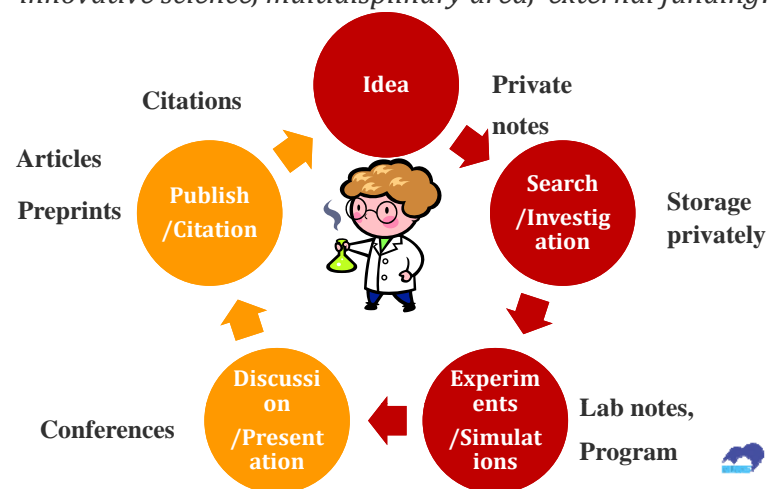 innovative science, multidisplinary area, external funding.
Idea
Private
notes
Search
/Investig
ation
Storage
privately
Experim
ents
/Simulat
ions
Lab notes,
Program
Discussi
on
/Present
ation
Conferences
Publish
/Citation
Articles
Preprints
Citations